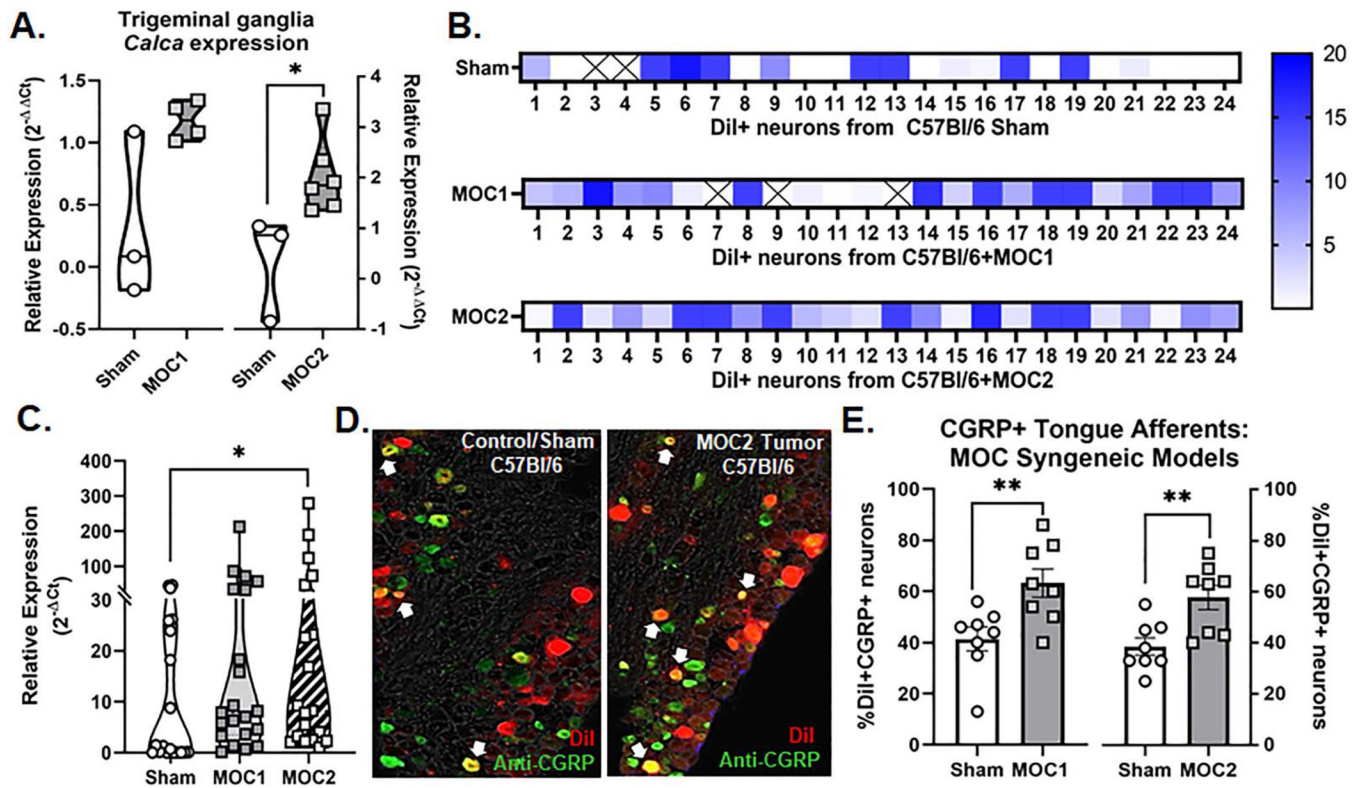 A.
Trigeminal ganglia
Calca expression
Relative Expression (2^-ΔΔCt)
1.5
1.0
0.5
0.0
-0.5
*
4
3
2
1
0
-1
Relative Expression (2^-ΔΔCt)
Sham
MOC1
Sham
MOC2
B.
Sham
1 2 3 4 5 6 7 8 9 10 11 12 13 14 15 16 17 18 19 20 21 22 23 24
DiI+ neurons from C57Bl/6 Sham
MOC1
1 2 3 4 5 6 7 8 9 10 11 12 13 14 15 16 17 18 19 20 21 22 23 24
DiI+ neurons from C57Bl/6+MOC1
MOC2
1 2 3 4 5 6 7 8 9 10 11 12 13 14 15 16 17 18 19 20 21 22 23 24
DiI+ neurons from C57Bl/6+MOC2
20
15
10
5
C.
Relative Expression
(2^-ΔCt)
400
300
200
100
30
20
10
0
*
Sham MOC1 MOC2
D.
Control/Sham
C57Bl/6
DiI
Anti-CGRP
MOC2 Tumor
C57Bl/6
DiI
Anti-CGRP
E.
CGRP+ Tongue Afferents:
MOC Syngeneic Models
%DiI+CGRP+ neurons
100
80
60
40
20
0
**
Sham MOC1
**
Sham MOC2
100
80
60
40
20
0
%DiI+CGRP+ neurons